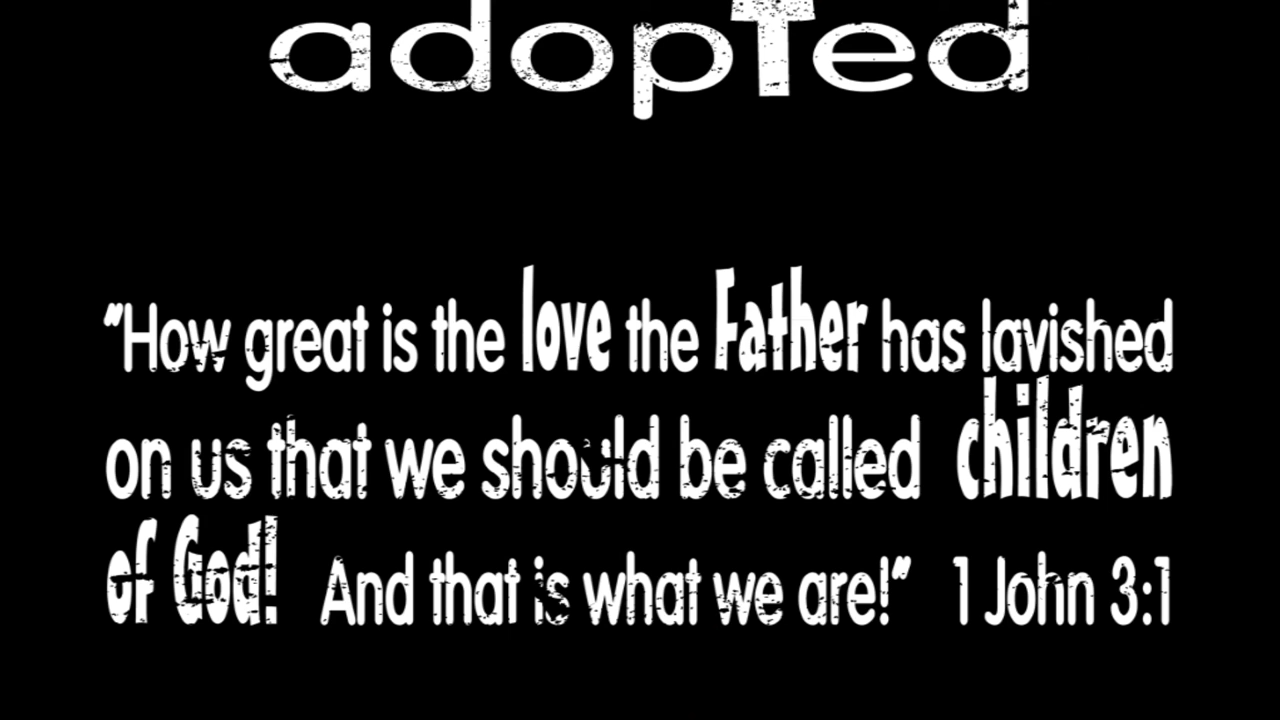 adopTed
“How great is the love the Father has lavished
on us that we should be called children
of God! And that is what we are!” 1 John 3:1